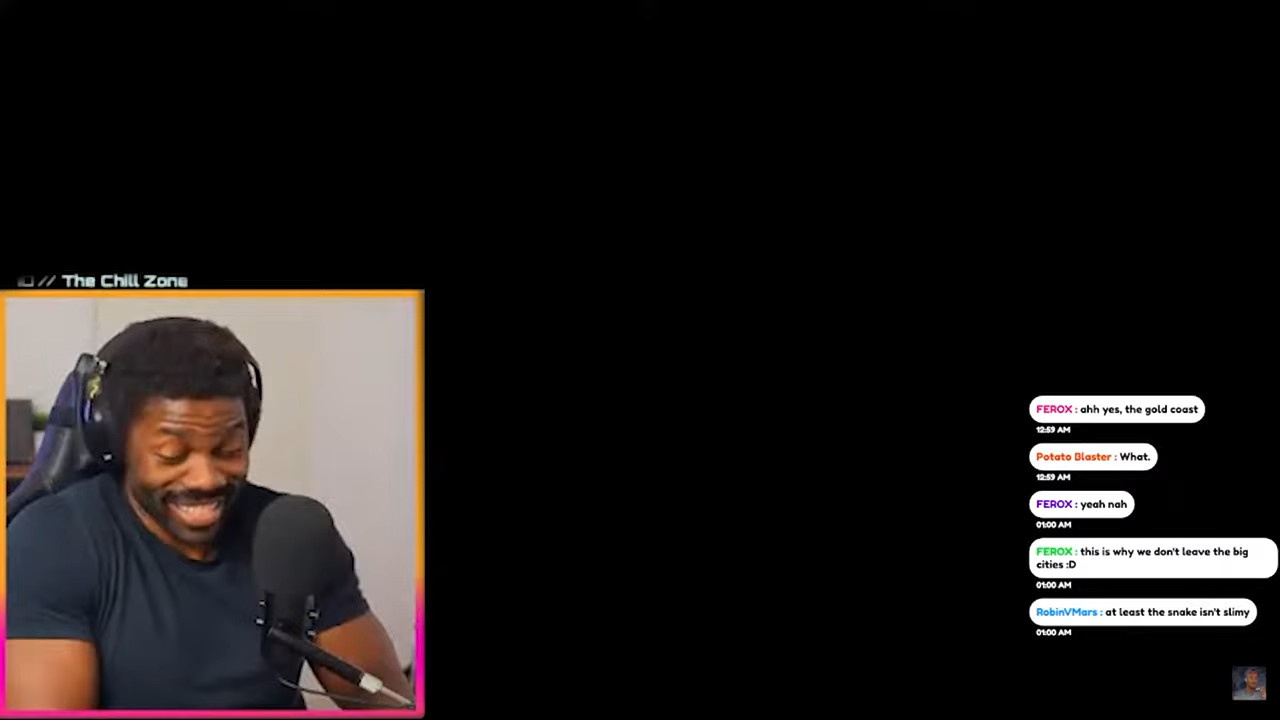 // The Chill Zone
FEROX : ahh yes, the gold coast
12:59 AM
Potato Blaster : What.
12:59 AM
FEROX : yeah nah
01:00 AM
FEROX : this is why we don't leave the big
cities :D
01:00 AM
RobinVMars : at least the snake isn't slimy
01:00 AM